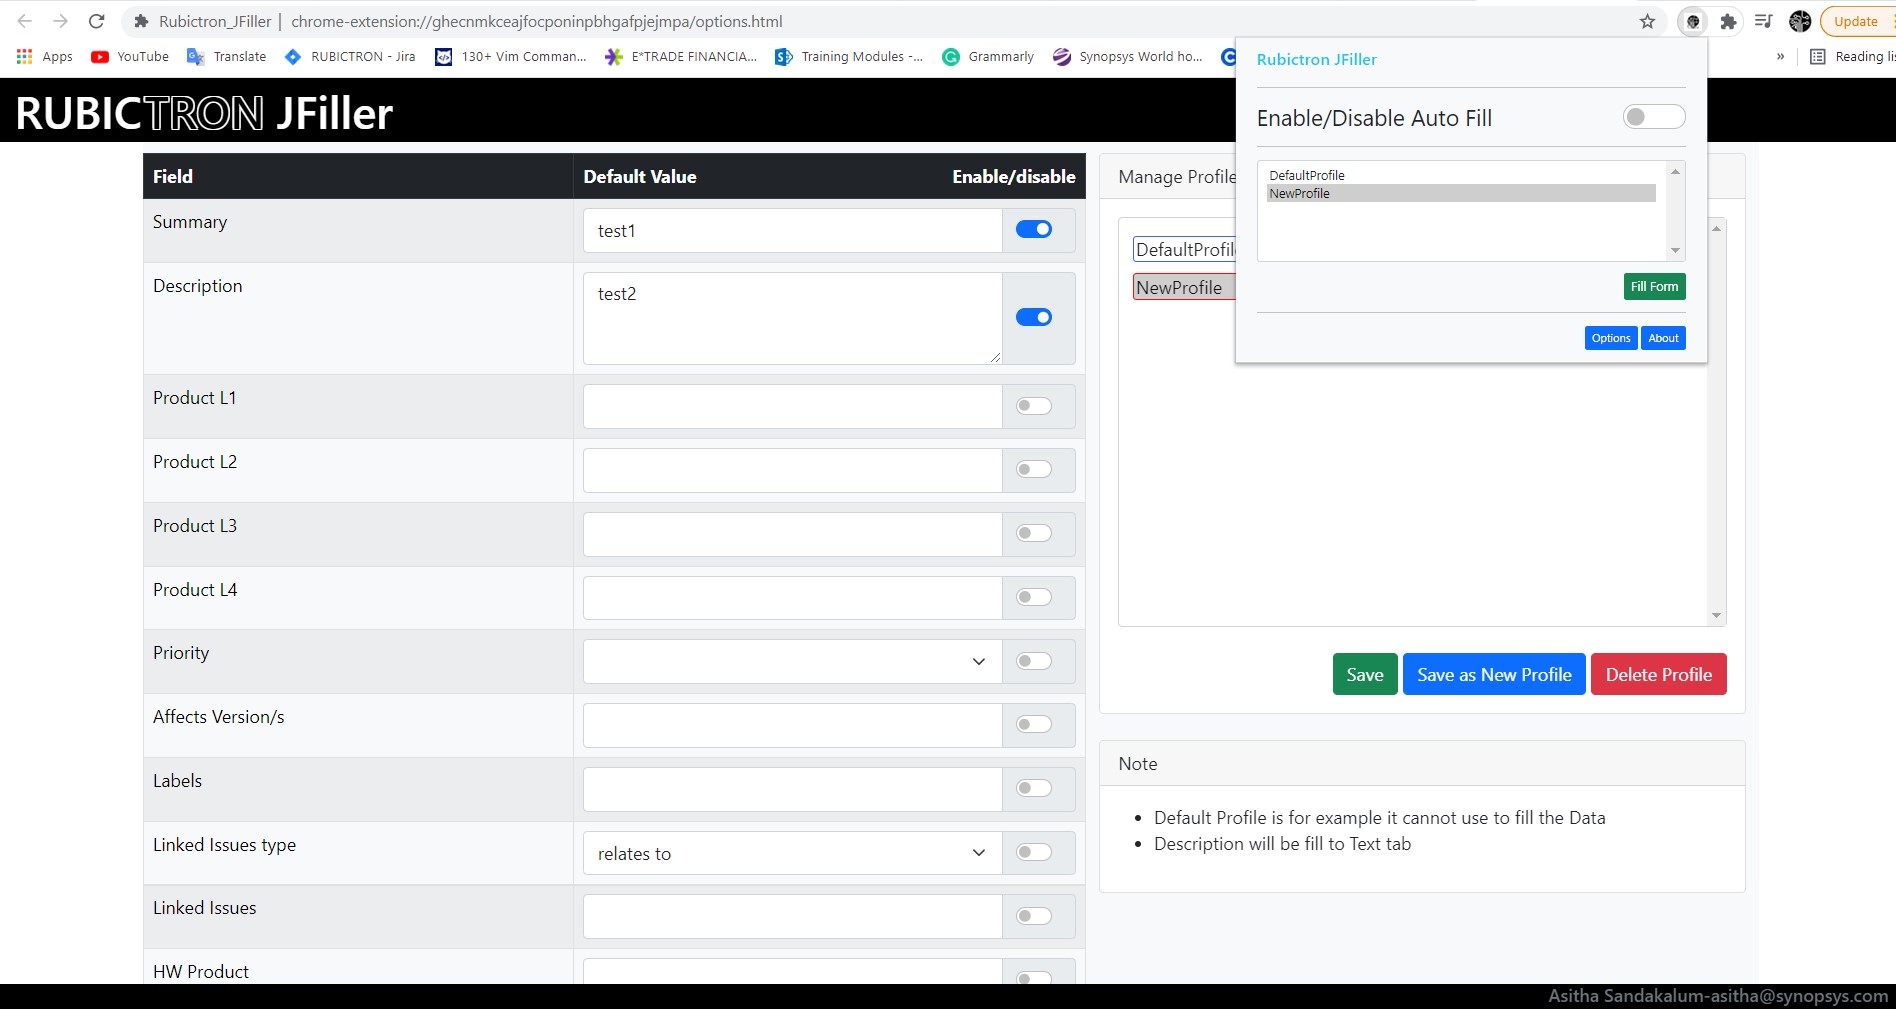 Rubictron_JFiller | chrome-extension://ghecnmkceajfocponinpbhgafpjejmpa/options.html
Update
Apps YouTube Translate RUBICTRON - Jira 130+ Vim Comman... E*TRADE FINANCIA... Training Modules -... Grammarly Synopsys World ho... » Reading lis
RUBICTRON JFiller
Field Default Value Enable/disable
Summary test1
Description test2
Product L1
Product L2
Product L3
Product L4
Priority
Affects Version/s
Labels
Linked Issues type relates to
Linked Issues
HW Product
Rubictron JFiller
Enable/Disable Auto Fill
DefaultProfile
NewProfile
Fill Form
Options About
Manage Profile
DefaultProfile
NewProfile
Save Save as New Profile Delete Profile
Note
• Default Profile is for example it cannot use to fill the Data
• Description will be fill to Text tab
Asitha Sandakalum-asitha@synopsys.com